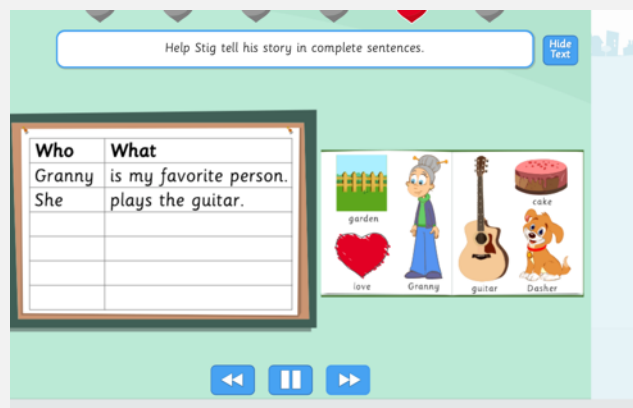 Help Stig tell his story in complete sentences.
Hide
Text
Who What
Granny is my favorite person.
She plays the guitar.
garden
cake
love Granny guitar Dasher